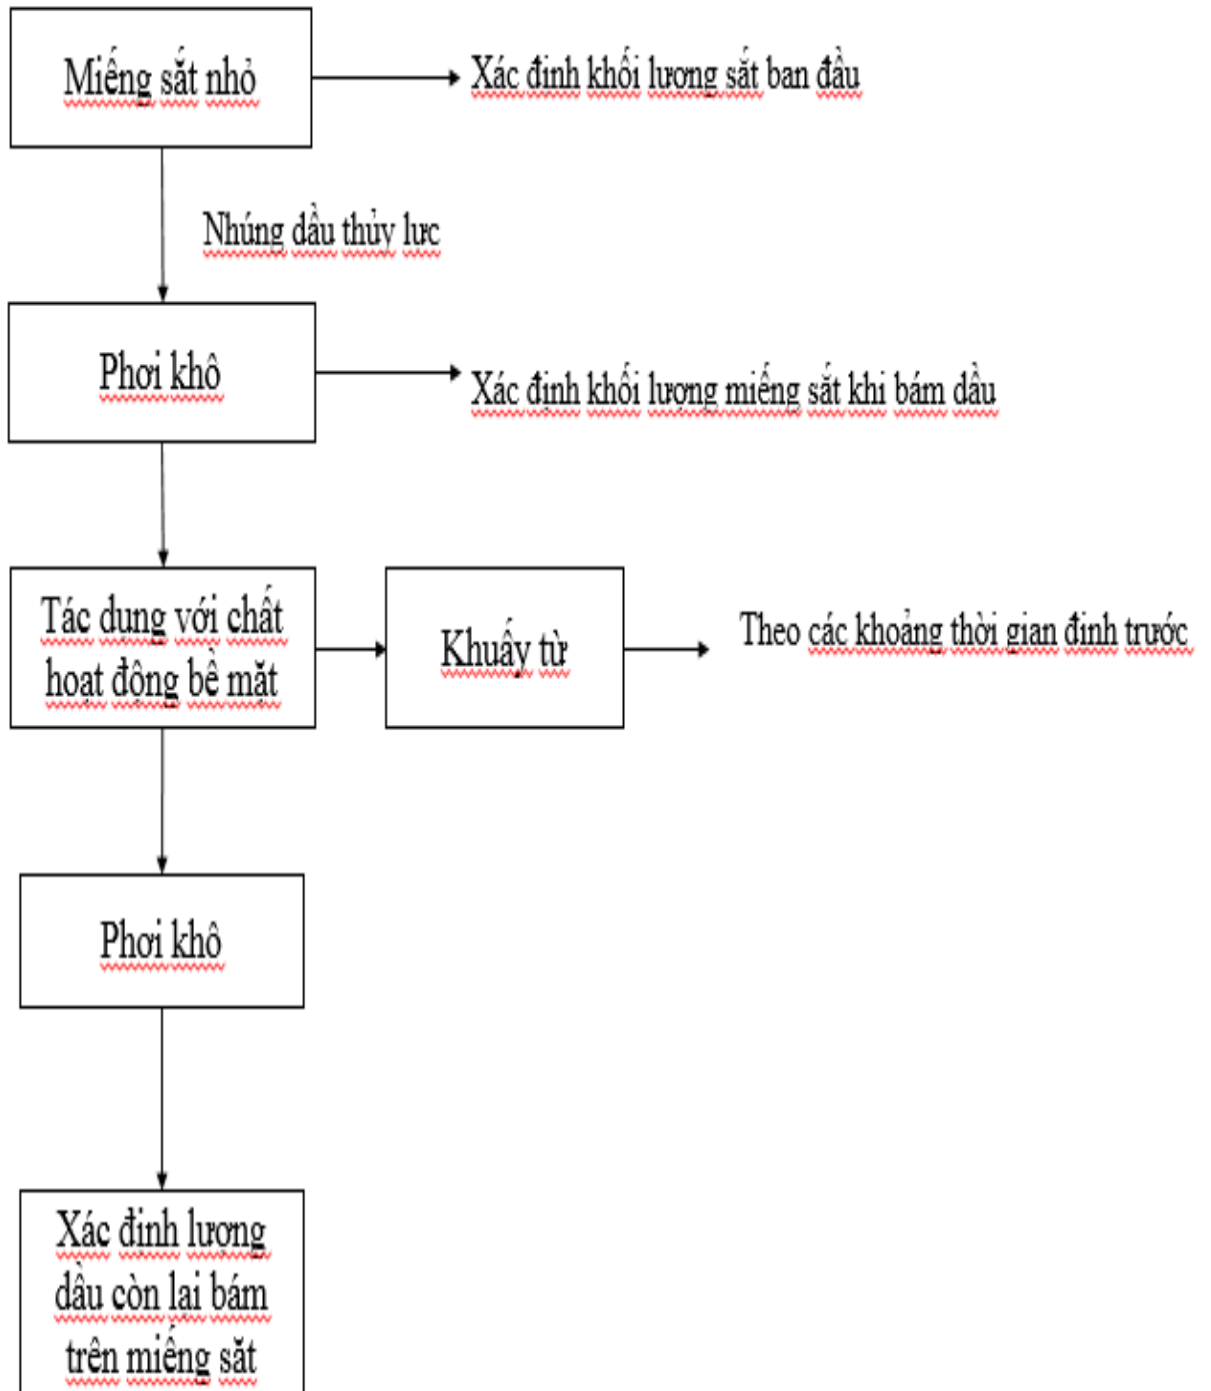 Miếng sắt nhỏ
Xác định khối lượng sắt ban đầu
Nhúng dầu thủy lực
Phơi khô
Xác định khối lượng miếng sắt khi bám dầu
Tác dụng với chất
hoạt động bề mặt
Khuấy từ
Theo các khoảng thời gian định trước
Phơi khô
Xác định lượng
dầu còn lại bám
trên miếng sắt